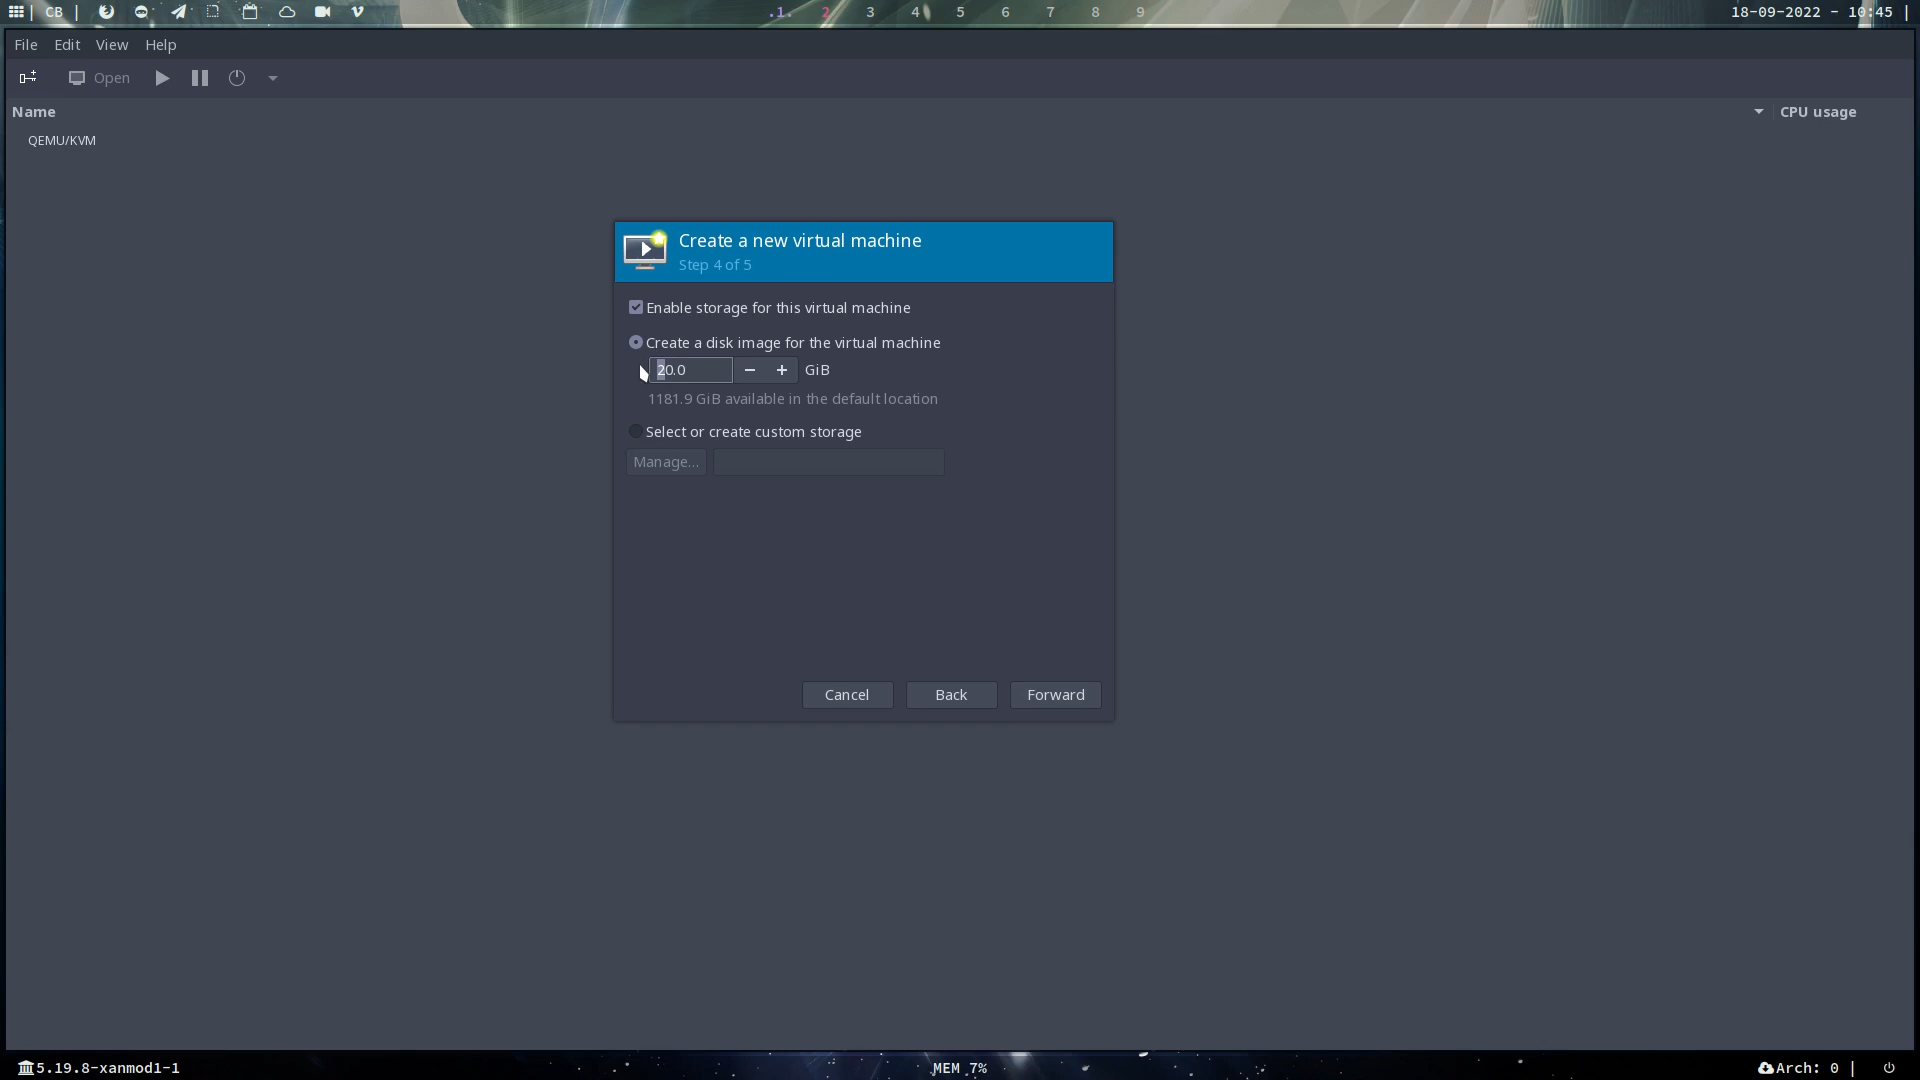 | CB |
.1. 2 3 4 5 6 7 8 9
18-09-2022 - 10:45 |
File Edit View Help
Open
Name
CPU usage
QEMU/KVM
Create a new virtual machine
Step 4 of 5
Enable storage for this virtual machine
Create a disk image for the virtual machine
20.0 − + GiB
1181.9 GiB available in the default location
Select or create custom storage
Manage...
Cancel Back Forward
5.19.8-xanmod1-1
MEM 7%
Arch: 0 |